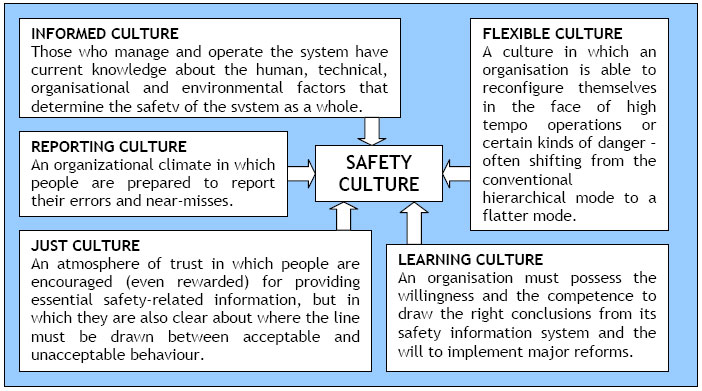 INFORMED CULTURE
Those who manage and operate the system have
current knowledge about the human, technical,
organisational and environmental factors that
determine the safety of the system as a whole.
FLEXIBLE CULTURE
A culture in which an
organisation is able to
reconfigure themselves
in the face of high
tempo operations or
certain kinds of danger -
often shifting from the
conventional
hierarchical mode to a
flatter mode.
REPORTING CULTURE
An organizational climate in which
people are prepared to report
their errors and near-misses.
SAFETY
CULTURE
JUST CULTURE
An atmosphere of trust in which people are
encouraged (even rewarded) for providing
essential safety-related information, but in
which they are also clear about where the line
must be drawn between acceptable and
unacceptable behaviour.
LEARNING CULTURE
An organisation must possess the
willingness and the competence to
draw the right conclusions from its
safety information system and the
will to implement major reforms.